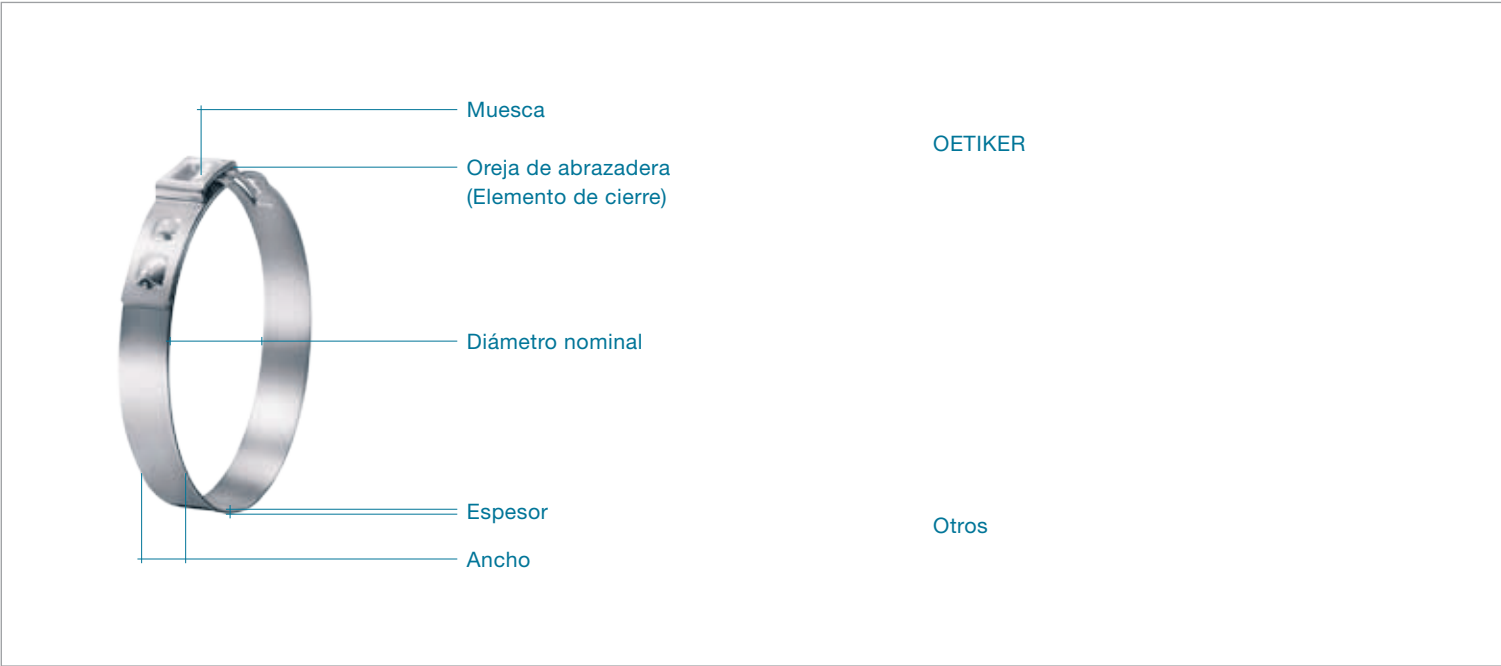 Muesca
Oreja de abrazadera
(Elemento de cierre)
Diámetro nominal
Espesor
Ancho
OETIKER
Otros